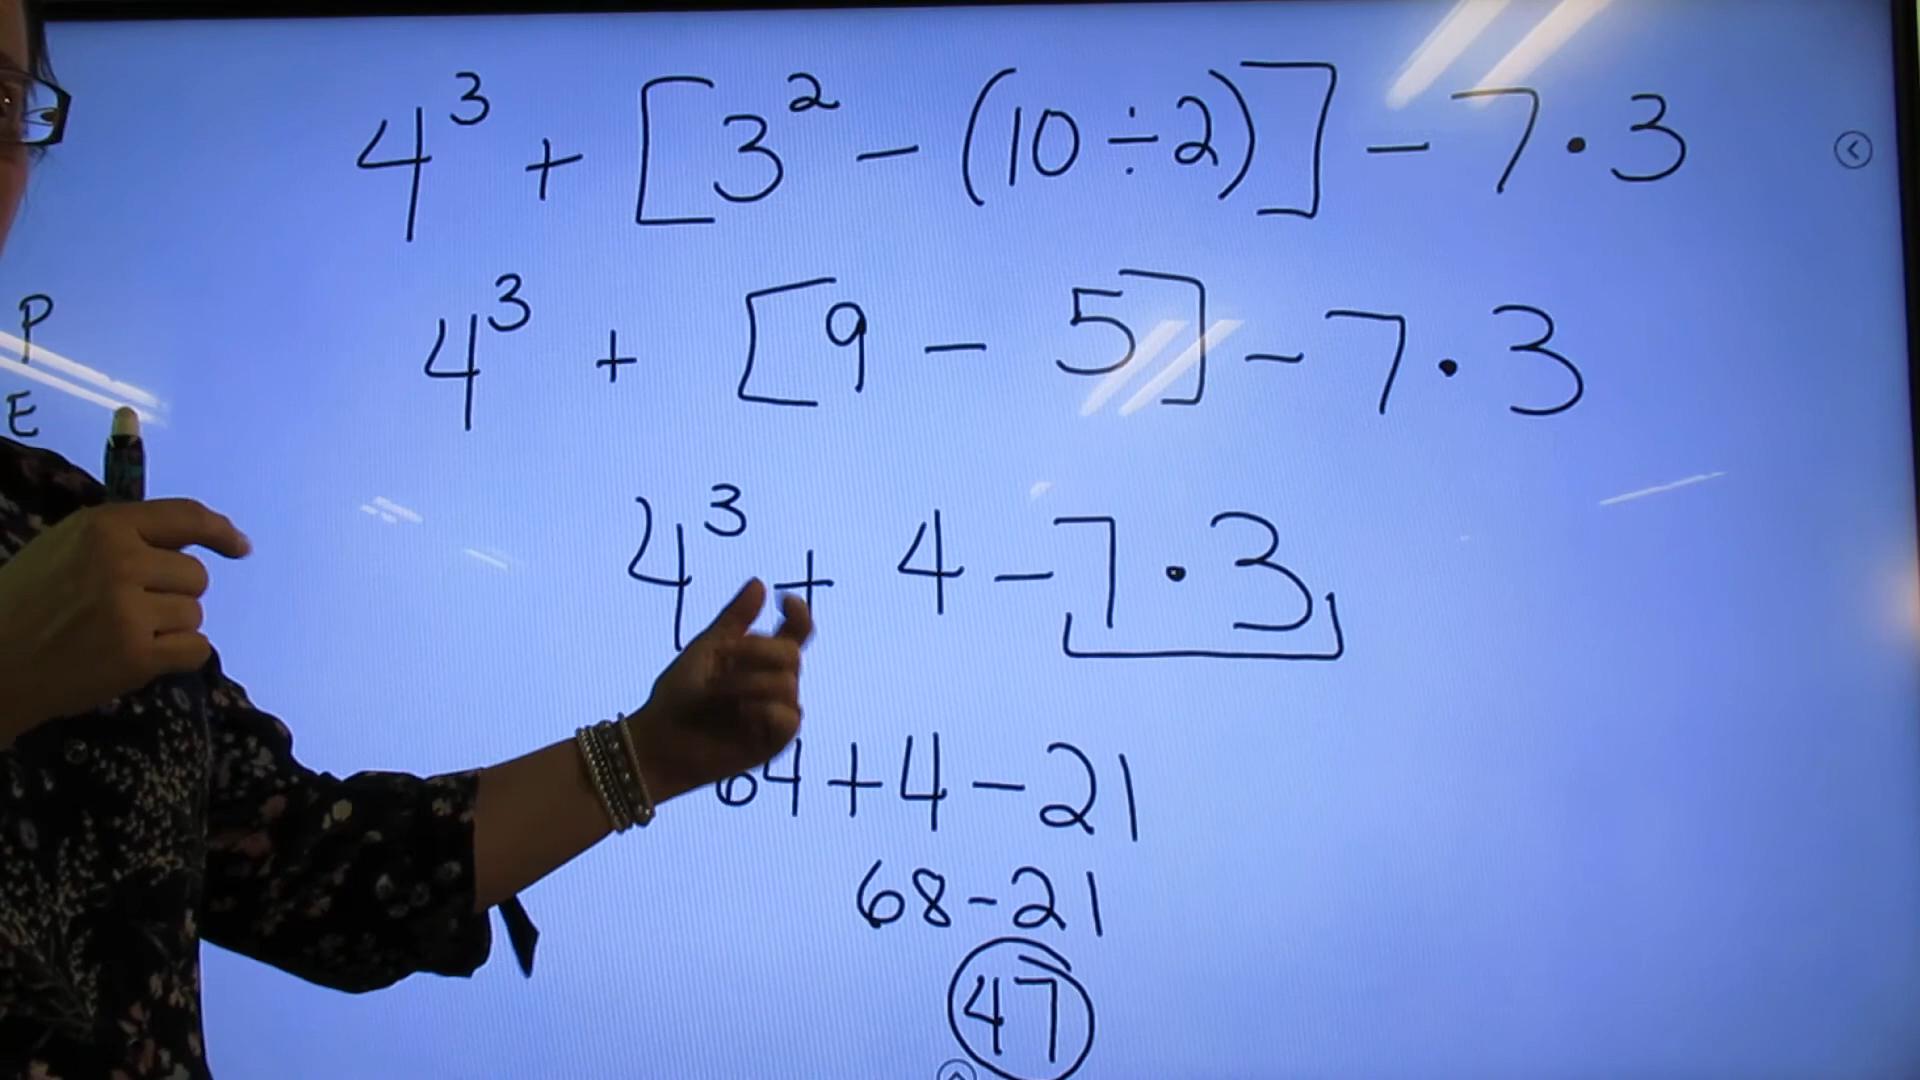 4³ + [3² − (10 ÷ 2)] − 7 · 3
4³ + [9 − 5] − 7 · 3
4³ + 4 − 7 · 3
64 + 4 − 21
68 − 21
47
P
E